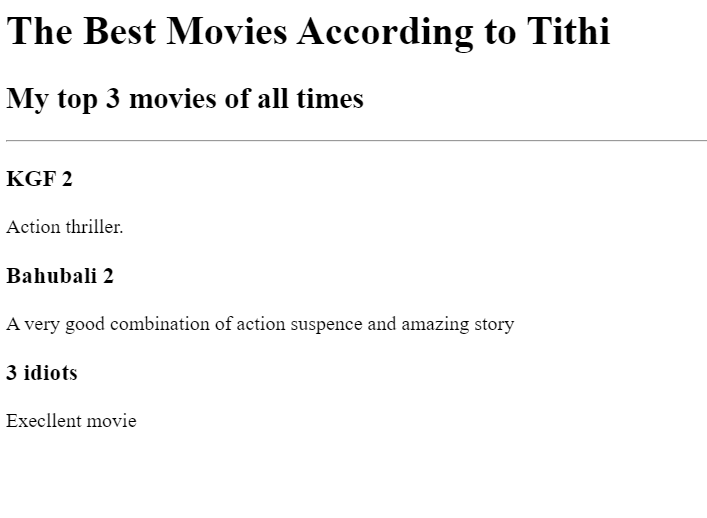 The Best Movies According to Tithi
My top 3 movies of all times
KGF 2
Action thriller.
Bahubali 2
A very good combination of action suspence and amazing story
3 idiots
Execllent movie